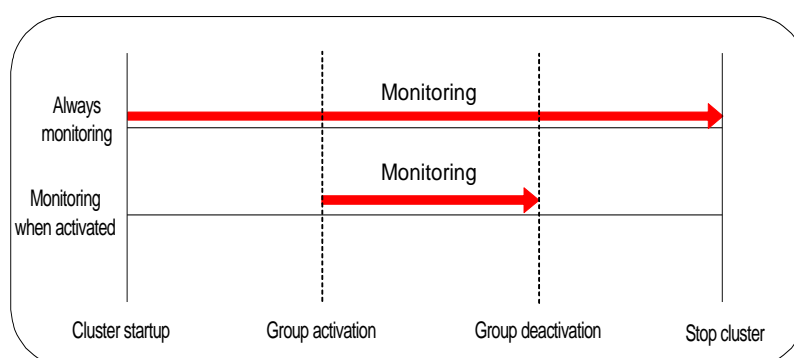 Monitoring
Always
monitoring
Monitoring
Monitoring
when activated
Cluster startup
Group activation
Group deactivation
Stop cluster